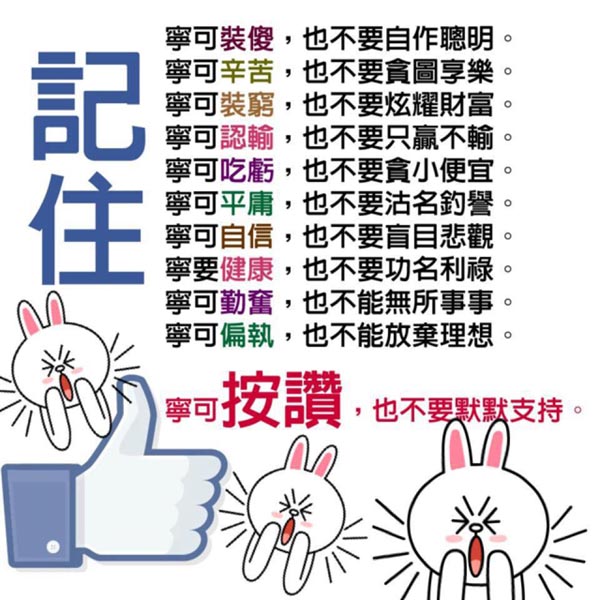 記住
寧可裝傻，也不要自作聰明。
寧可辛苦，也不要貪圖享樂。
寧可裝窮，也不要炫耀財富。
寧可認輸，也不要只贏不輸。
寧可吃虧，也不要貪小便宜。
寧可平庸，也不要沽名釣譽。
寧可自信，也不要盲目悲觀。
寧要健康，也不要功名利祿。
寧可勤奮，也不能無所事事。
寧可偏執，也不能放棄理想。
寧可按讚，也不要默默支持。